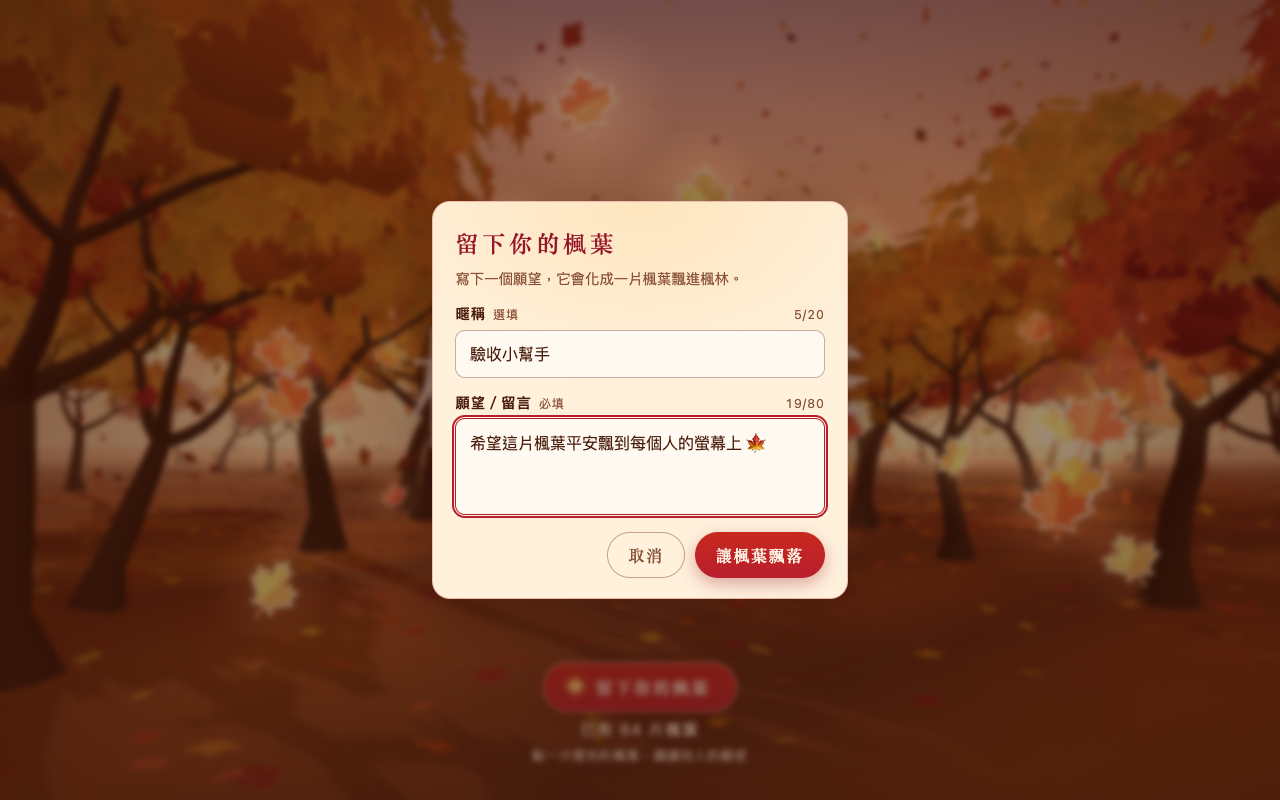 留下你的楓葉
寫下一個願望，它會化成一片楓葉飄進楓林。
暱稱 選填 5/20
驗收小幫手
願望 / 留言 必填 19/80
希望這片楓葉平安飄到每個人的螢幕上 🍁
取消 讓楓葉飄落
留下你的楓葉